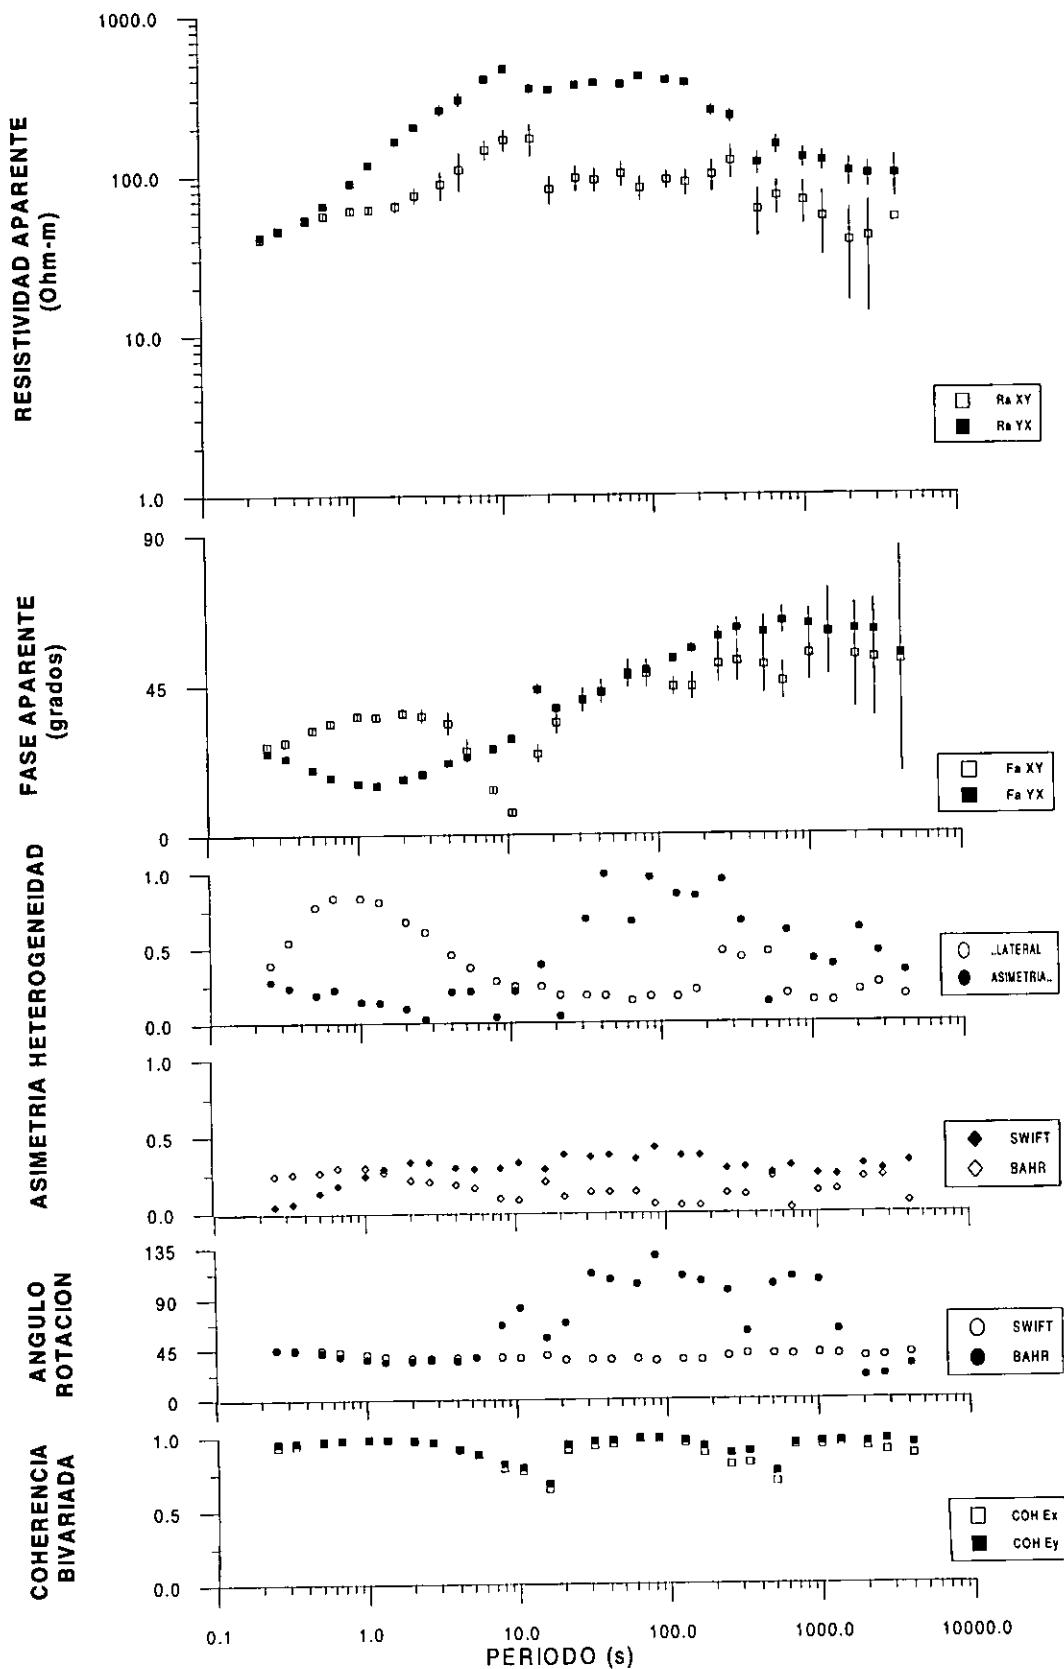 RESISTIVIDAD APARENTE
(Ohm-m)
1000.0
100.0
10.0
1.0
Ra XY
Ra YX
FASE APARENTE
(grados)
90
45
0
Fa XY
Fa YX
ASIMETRIA HETEROGENEIDAD
1.0
0.5
0.0
..LATERAL
ASIMETRIA..
1.0
0.5
0.0
SWIFT
BAHR
ANGULO
ROTACION
135
90
45
0
SWIFT
BAHR
COHERENCIA
BIVARIADA
1.0
0.5
0.0
COH Ex
COH Ey
0.1
1.0
10.0
100.0
1000.0
10000.0
PERIODO (s)